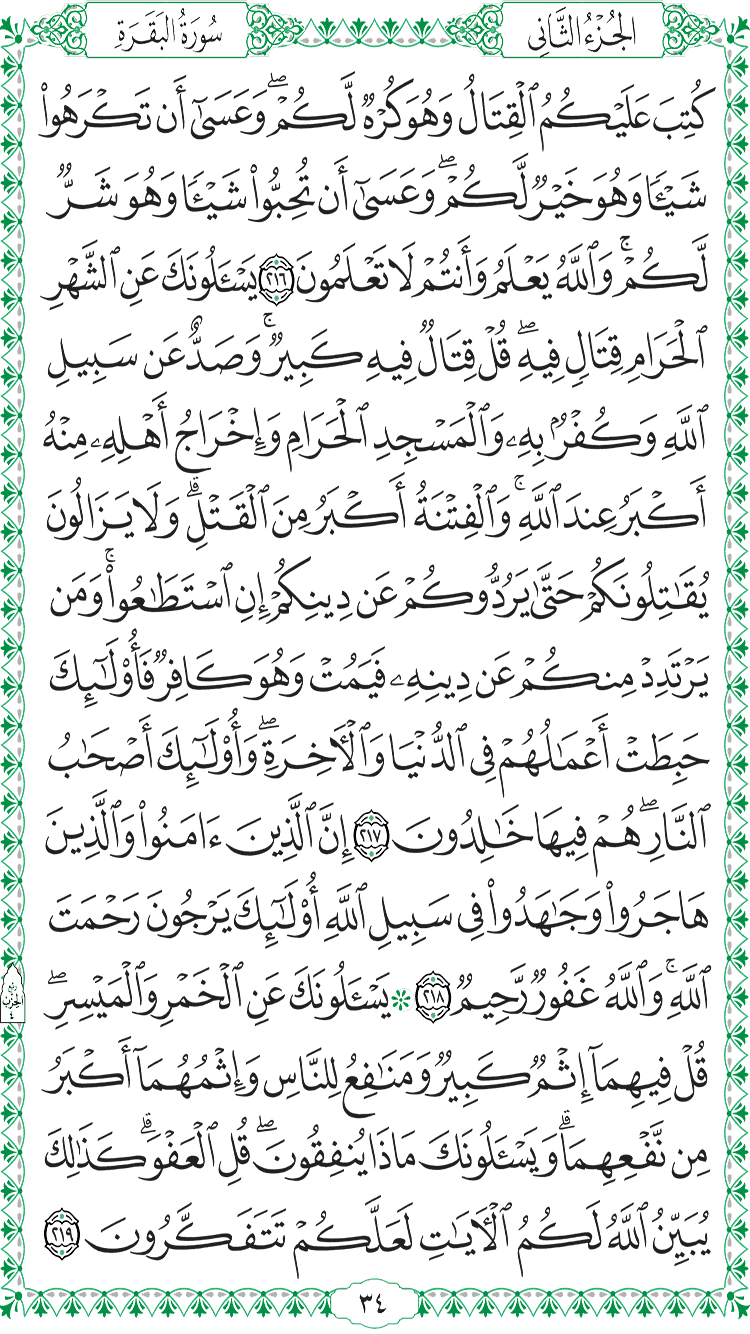 الجُزْءُ الثَّانِي
سُورَةُ البَقَرَةِ
كُتِبَ عَلَيۡكُمُ ٱلۡقِتَالُ وَهُوَ كُرۡهٞ لَّكُمۡۖ وَعَسَىٰٓ أَن تَكۡرَهُواْ
شَيۡـٔٗا وَهُوَ خَيۡرٞ لَّكُمۡۖ وَعَسَىٰٓ أَن تُحِبُّواْ شَيۡـٔٗا وَهُوَ شَرّٞ
لَّكُمۡۚ وَٱللَّهُ يَعۡلَمُ وَأَنتُمۡ لَا تَعۡلَمُونَ ٢١٦ يَسۡـَٔلُونَكَ عَنِ ٱلشَّهۡرِ
ٱلۡحَرَامِ قِتَالٖ فِيهِۖ قُلۡ قِتَالٞ فِيهِ كَبِيرٞۚ وَصَدٌّ عَن سَبِيلِ
ٱللَّهِ وَكُفۡرُۢ بِهِۦ وَٱلۡمَسۡجِدِ ٱلۡحَرَامِ وَإِخۡرَاجُ أَهۡلِهِۦ مِنۡهُ
أَكۡبَرُ عِندَ ٱللَّهِۚ وَٱلۡفِتۡنَةُ أَكۡبَرُ مِنَ ٱلۡقَتۡلِۗ وَلَا يَزَالُونَ
يُقَٰتِلُونَكُمۡ حَتَّىٰ يَرُدُّوكُمۡ عَن دِينِكُمۡ إِنِ ٱسۡتَطَٰعُواْۚ وَمَن
يَرۡتَدِدۡ مِنكُمۡ عَن دِينِهِۦ فَيَمُتۡ وَهُوَ كَافِرٞ فَأُوْلَٰٓئِكَ
حَبِطَتۡ أَعۡمَٰلُهُمۡ فِي ٱلدُّنۡيَا وَٱلۡأٓخِرَةِۖ وَأُوْلَٰٓئِكَ أَصۡحَٰبُ
ٱلنَّارِۖ هُمۡ فِيهَا خَٰلِدُونَ ٢١٧ إِنَّ ٱلَّذِينَ ءَامَنُواْ وَٱلَّذِينَ
هَاجَرُواْ وَجَٰهَدُواْ فِي سَبِيلِ ٱللَّهِ أُوْلَٰٓئِكَ يَرۡجُونَ رَحۡمَتَ
ٱللَّهِۚ وَٱللَّهُ غَفُورٞ رَّحِيمٞ ٢١٨ ۞ يَسۡـَٔلُونَكَ عَنِ ٱلۡخَمۡرِ وَٱلۡمَيۡسِرِۖ
قُلۡ فِيهِمَآ إِثۡمٞ كَبِيرٞ وَمَنَٰفِعُ لِلنَّاسِ وَإِثۡمُهُمَآ أَكۡبَرُ
مِن نَّفۡعِهِمَاۗ وَيَسۡـَٔلُونَكَ مَاذَا يُنفِقُونَۖ قُلِ ٱلۡعَفۡوَۗ كَذَٰلِكَ
يُبَيِّنُ ٱللَّهُ لَكُمُ ٱلۡأٓيَٰتِ لَعَلَّكُمۡ تَتَفَكَّرُونَ ٢١٩
ربع
الحزب
٤
٣٤